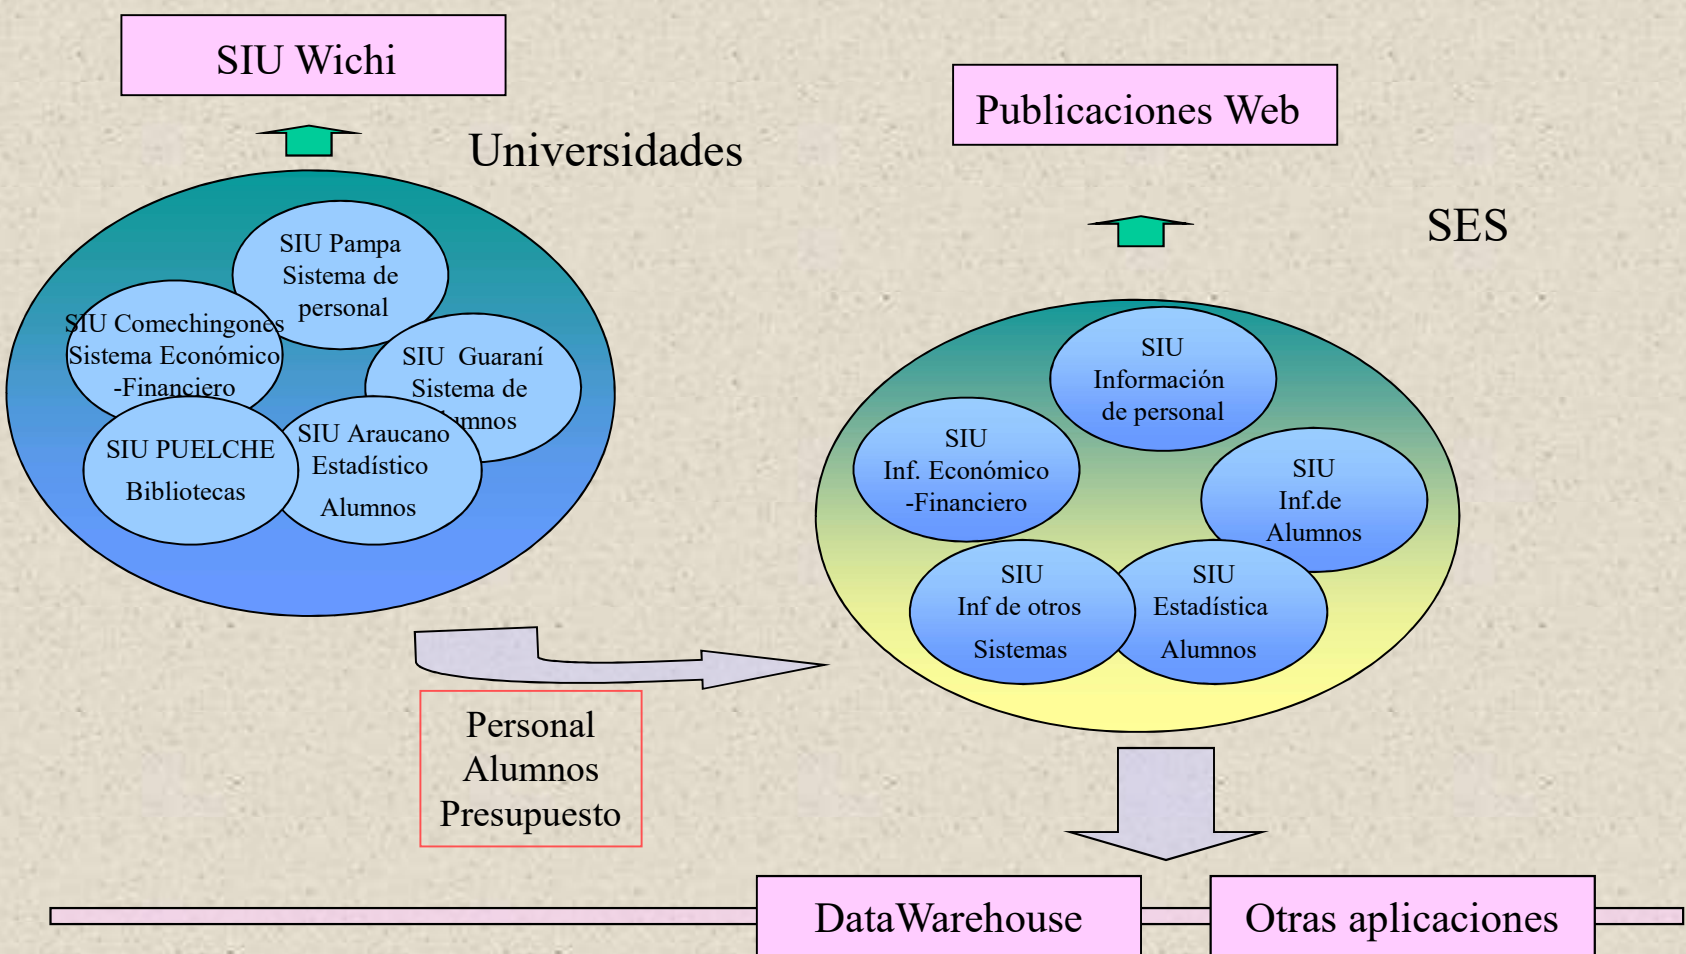 SIU Wichi
Universidades
SIU Pampa
Sistema de
personal
SIU Comechingones
Sistema Económico
-Financiero
SIU Guaraní
Sistema de
SIU PUELCHE
Bibliotecas
SIU Araucano
Estadístico
Alumnos
Publicaciones Web
SES
SIU
Información
de personal
SIU
Inf. Económico
-Financiero
SIU
Inf.de
Alumnos
SIU
Inf de otros
Sistemas
SIU
Estadística
Alumnos
Personal
Alumnos
Presupuesto
DataWarehouse
Otras aplicaciones